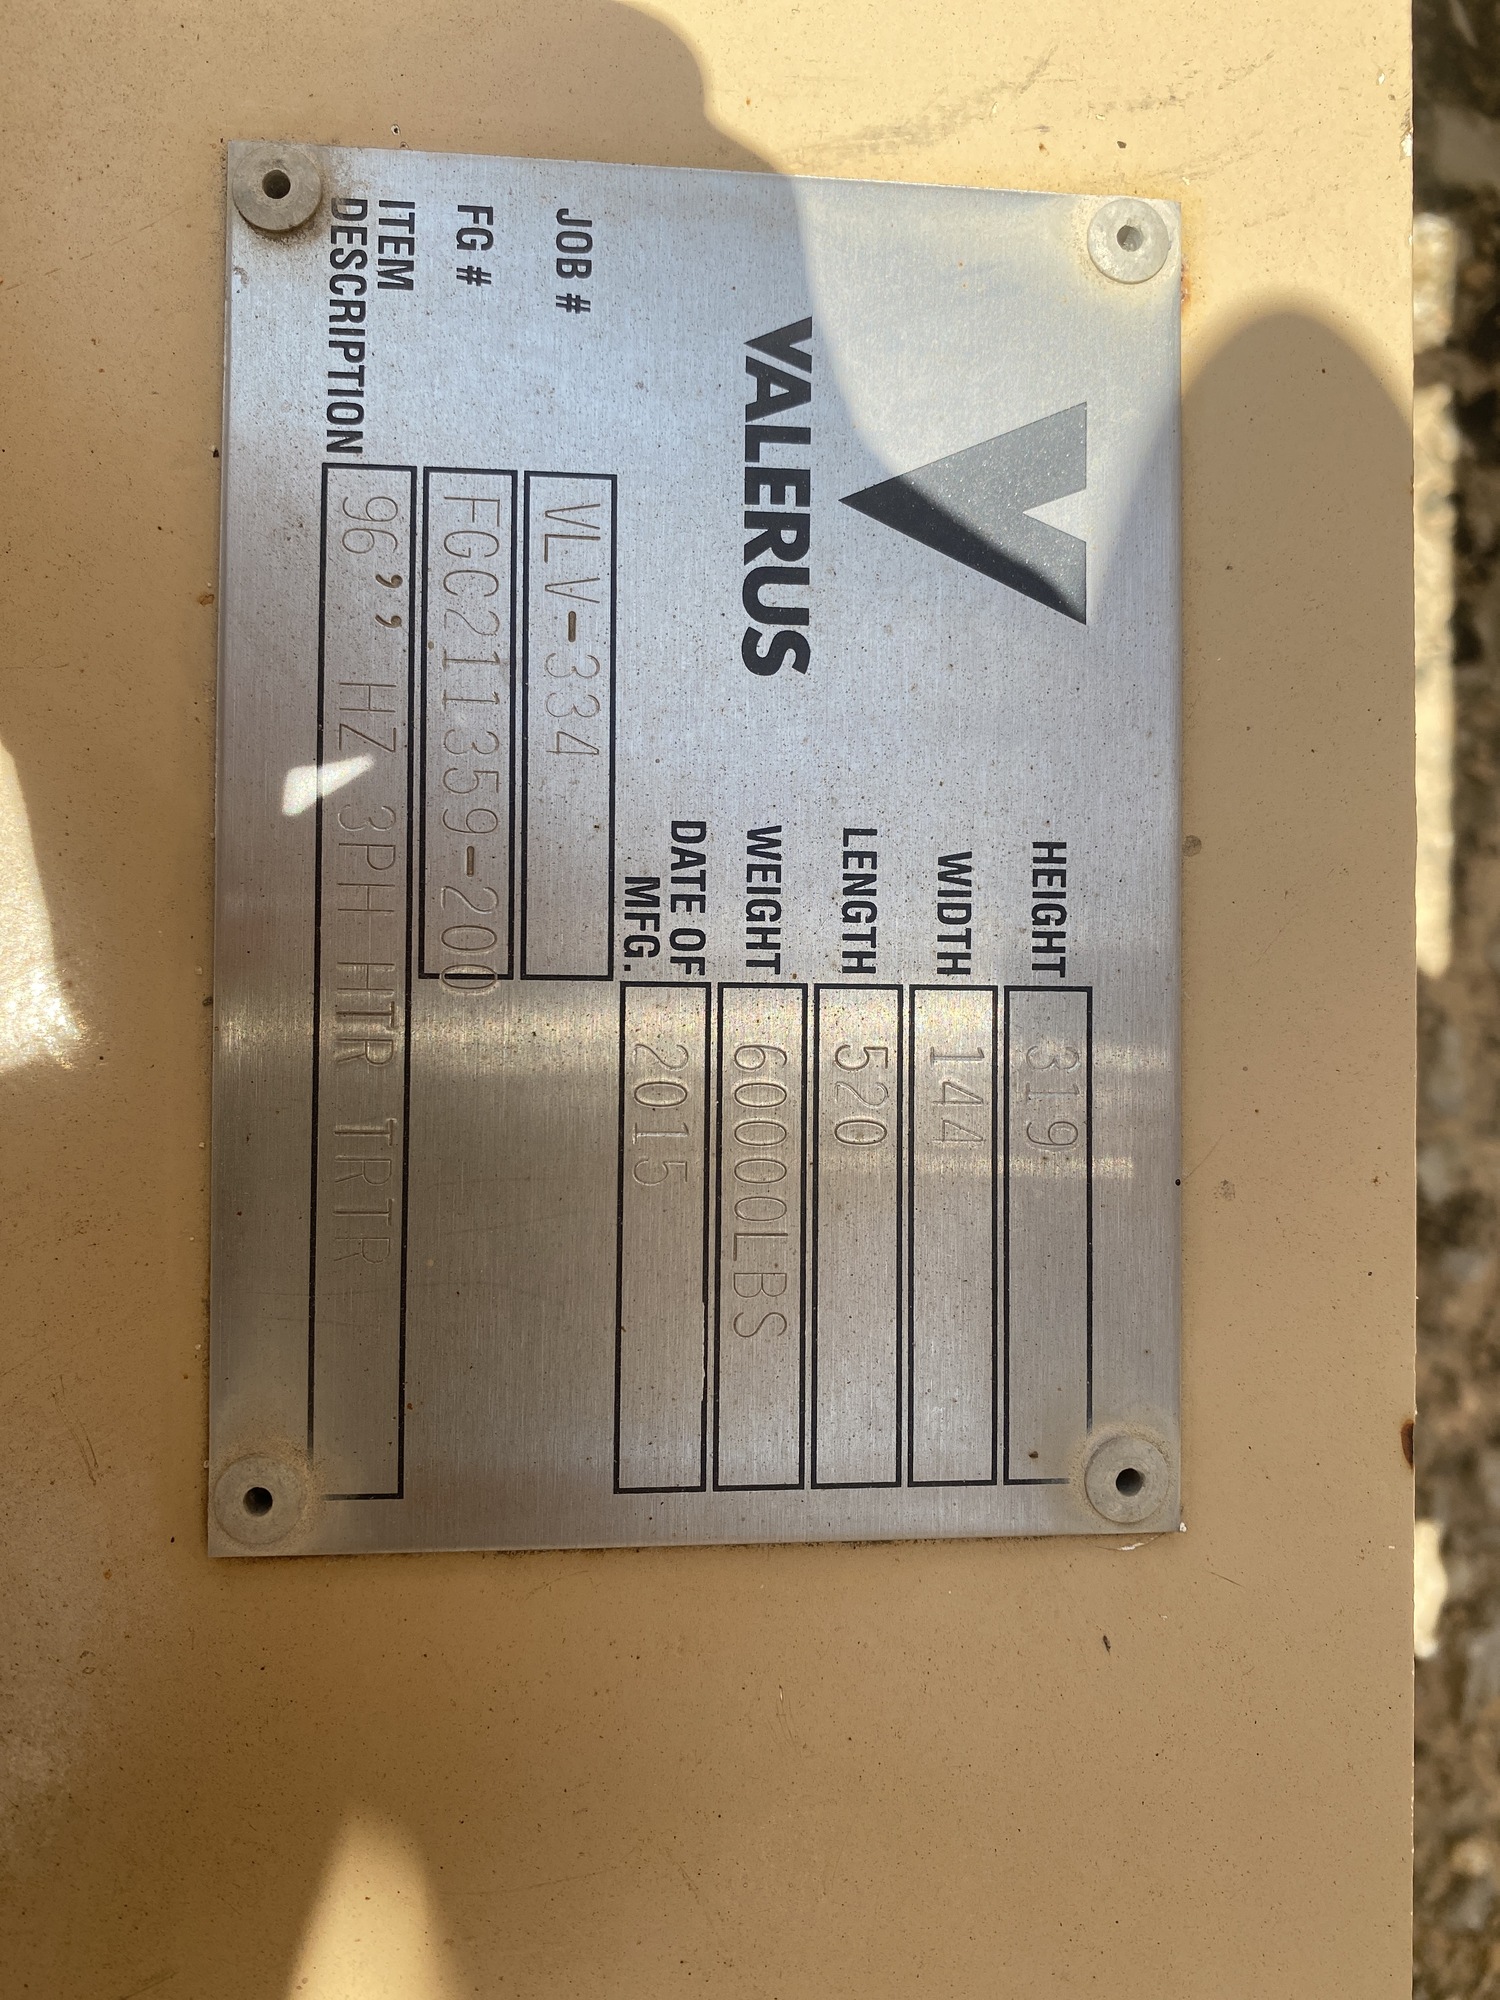 VALERUS
HEIGHT 319
WIDTH 144
LENGTH 520
WEIGHT 60000LBS
DATE OF
MFG. 2015
JOB # VLV-334
FG # FGC211359-200
ITEM
DESCRIPTION 96’’ HZ 3PH HTR TRTR